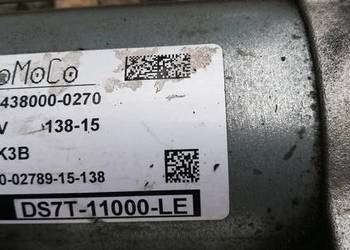 oMoCo
438000-0270
V 138-15
K3B
0-02789-15-138
DS7T-11000-LE